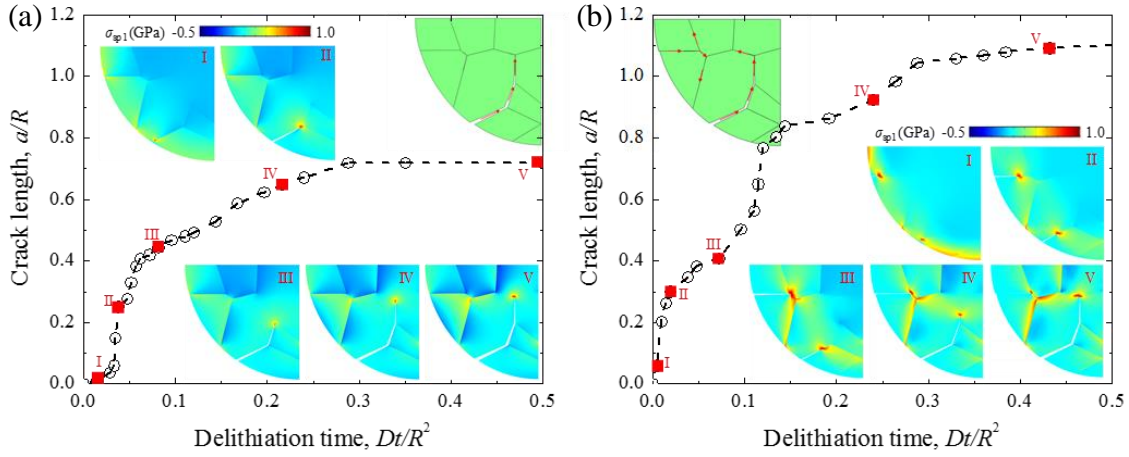 (a)
1.2
1.0
0.8
0.6
0.4
0.2
0.0
Crack length, a/R
0.0 0.1 0.2 0.3 0.4 0.5
Delithiation time, Dt/R²
σsp1(GPa) -0.5 1.0
I
II
I
II
III
IV
V
III
IV
V
(b)
1.2
1.0
0.8
0.6
0.4
0.2
0.0
Crack length, a/R
0.0 0.1 0.2 0.3 0.4 0.5
Delithiation time, Dt/R²
σsp1(GPa) -0.5 1.0
I
II
I
II
III
IV
V
III
IV
V